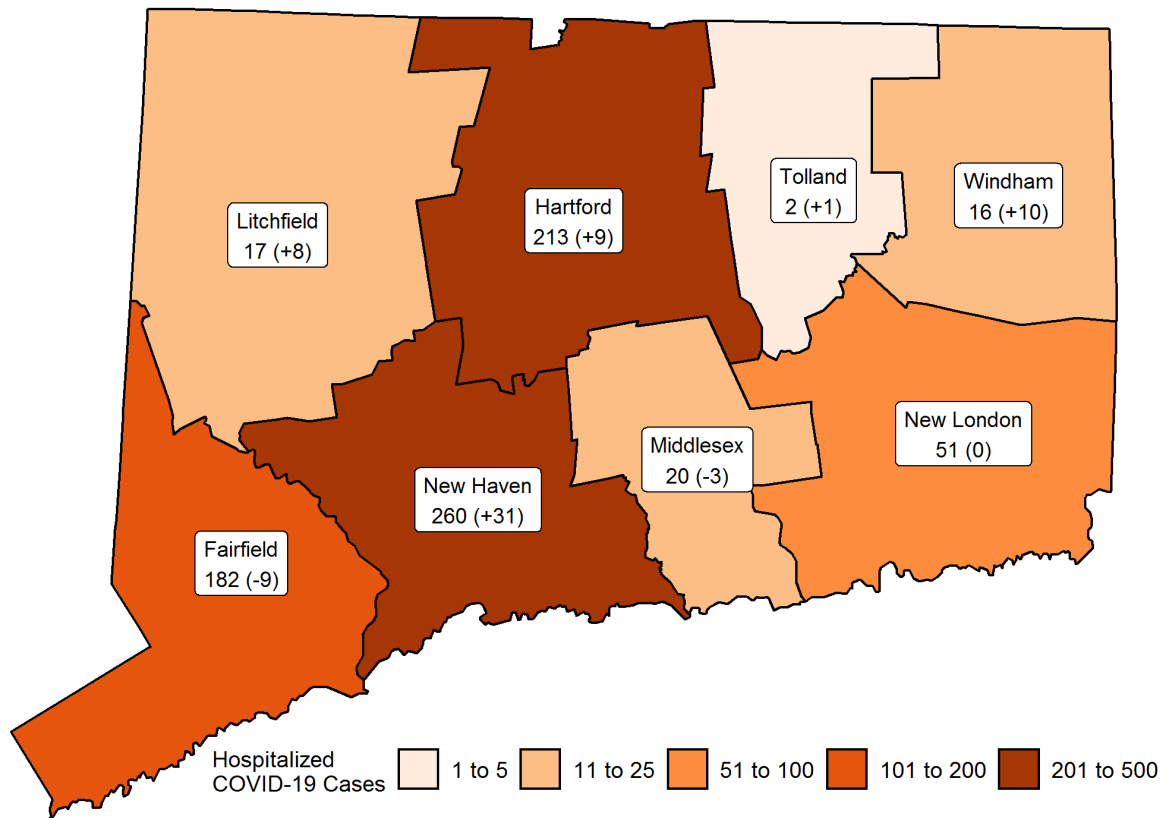 Tolland
2 (+1)
Windham
16 (+10)
Litchfield
17 (+8)
Hartford
213 (+9)
New London
51 (0)
Middlesex
20 (-3)
New Haven
260 (+31)
Fairfield
182 (-9)
Hospitalized
COVID-19 Cases
1 to 5
11 to 25
51 to 100
101 to 200
201 to 500